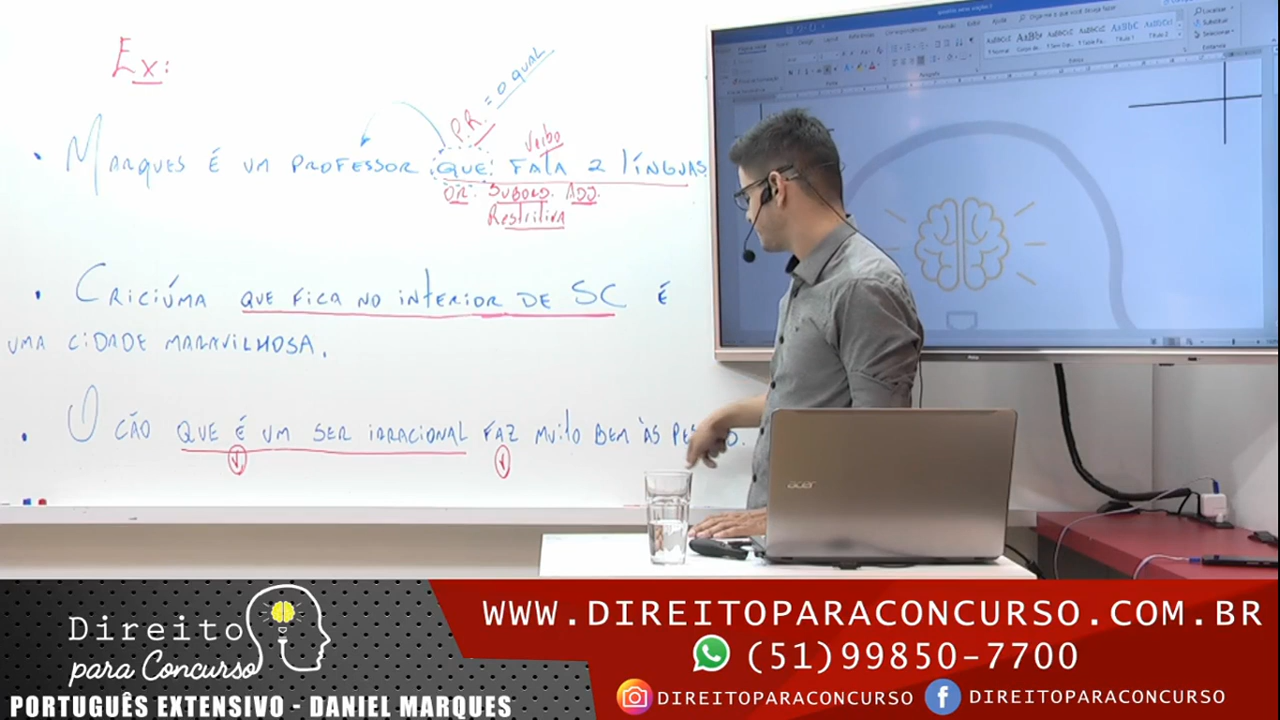 Ex:
P.R. = O QUAL
Verbo
• MARQUES É UM PROFESSOR QUE FALA 2 LÍNGUAS.
OR. SUBORD. ADJ.
Restritiva
• CRICIÚMA QUE FICA NO INTERIOR DE SC É
UMA CIDADE MARAVILHOSA.
• O CÃO QUE É UM SER IRRACIONAL FAZ MUITO BEM ÀS
V V
acer
Direito
para Concurso
PORTUGUÊS EXTENSIVO - DANIEL MARQUES
WWW.DIREITOPARACONCURSO.COM.BR
(51)99850-7700
DIREITOPARACONCURSO DIREITOPARACONCURSO